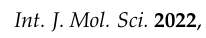 Int. J. Mol. Sci. 2022,